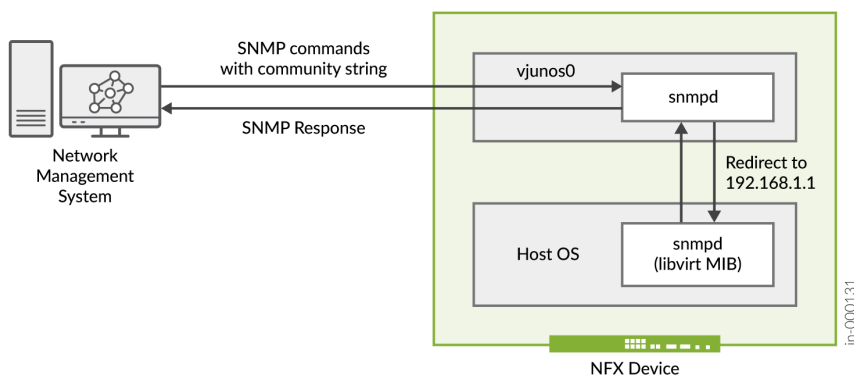 SNMP commands
with community string
SNMP Response
Network
Management
System
vjunos0
snmpd
Redirect to
192.168.1.1
Host OS
snmpd
(libvirt MIB)
NFX Device
jn-000131